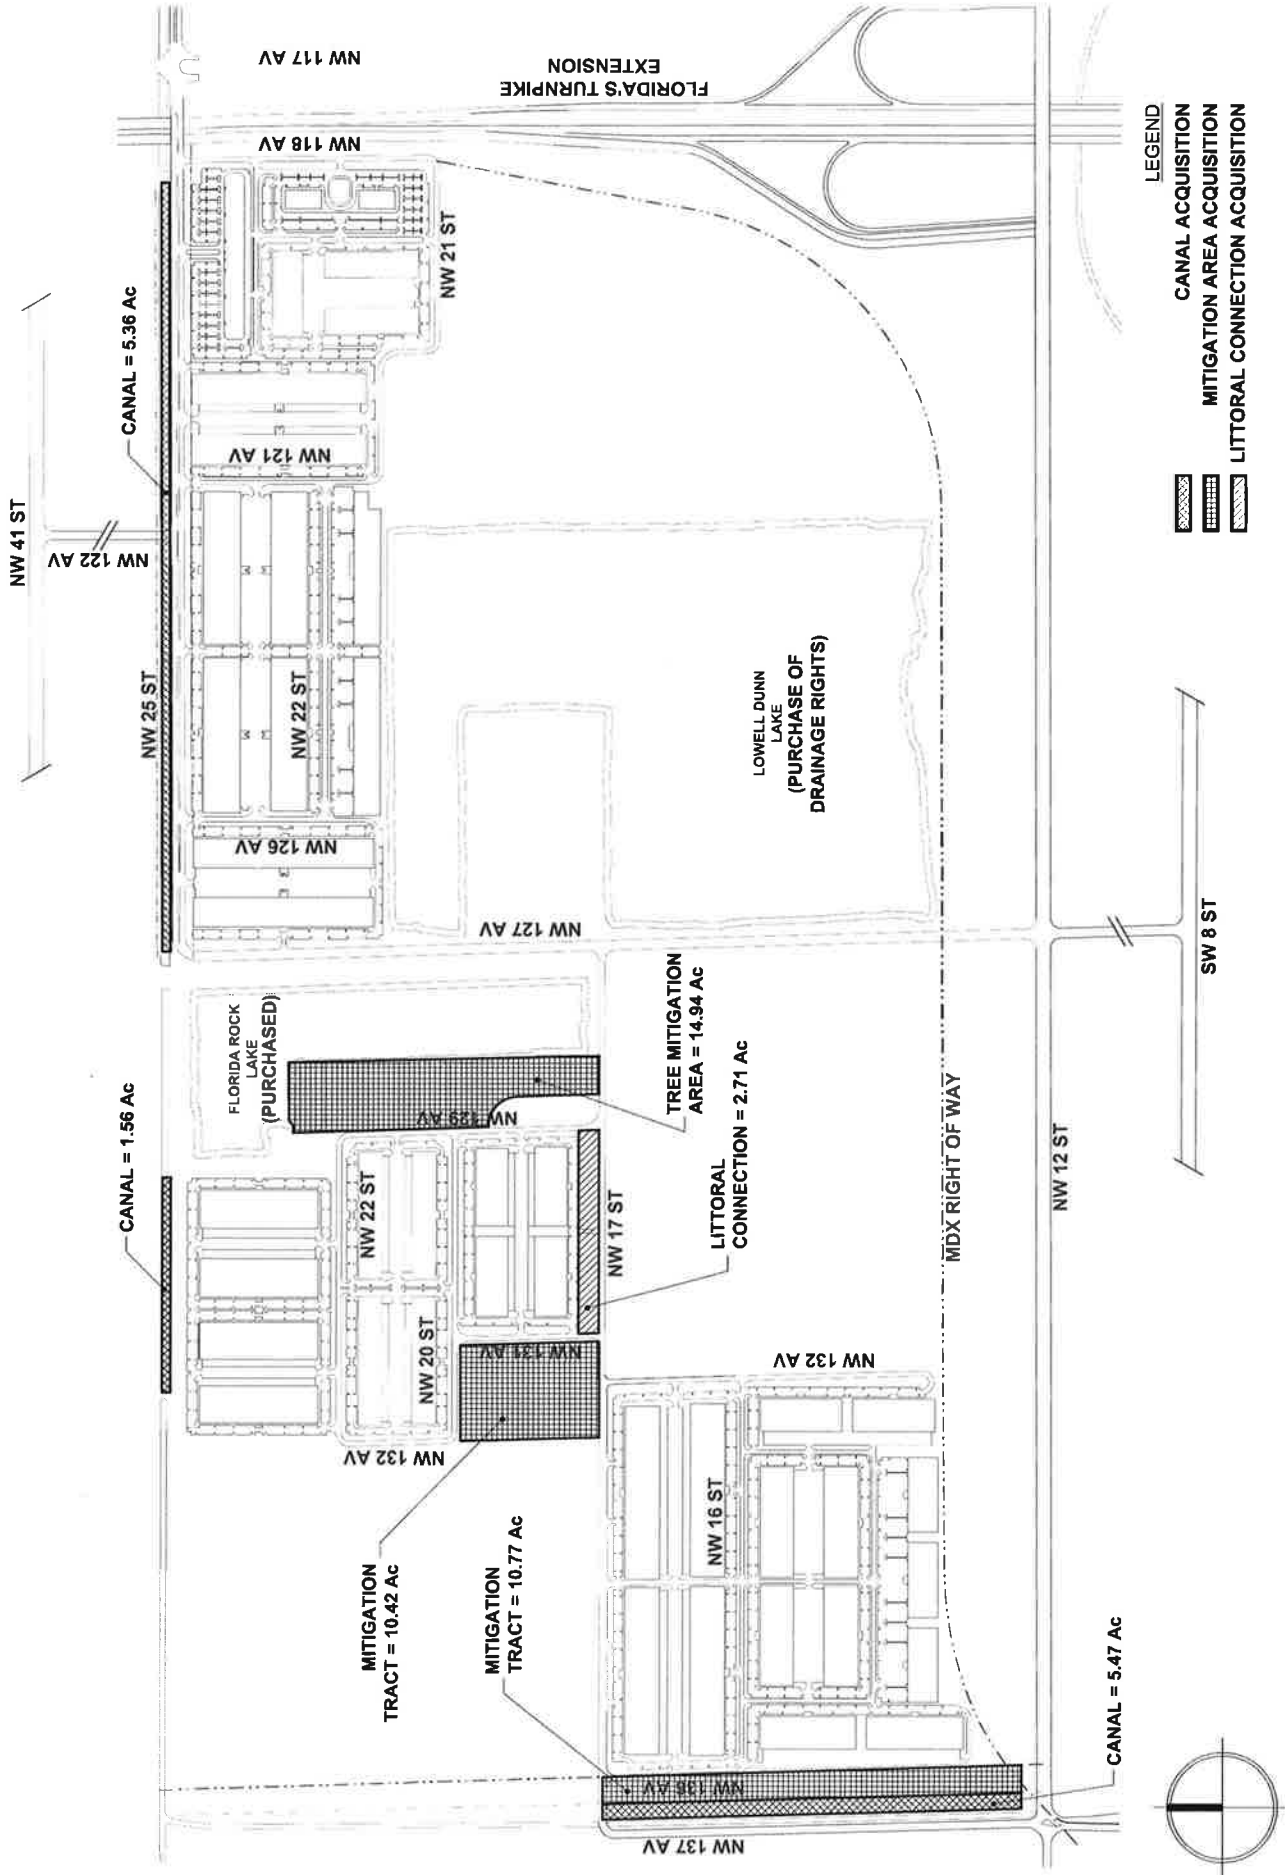 NW 41 ST
NW 122 AV
CANAL = 5.36 Ac
NW 25 ST
CANAL = 1.56 Ac
NW 117 AV
FLORIDA'S TURNPIKE
EXTENSION
NW 118 AV
NW 21 ST
NW 121 AV
NW 22 ST
NW 126 AV
NW 127 AV
LOWELL DUNN
LAKE
(PURCHASE OF
DRAINAGE RIGHTS)
FLORIDA ROCK
LAKE
(PURCHASED)
NW 129 AV
TREE MITIGATION
AREA = 14.94 Ac
LITTORAL
CONNECTION = 2.71 Ac
NW 22 ST
NW 20 ST
NW 17 ST
NW 131 AV
NW 132 AV
NW 132 AV
MITIGATION
TRACT = 10.42 Ac
MITIGATION
TRACT = 10.77 Ac
NW 16 ST
MDX RIGHT OF WAY
NW 12 ST
SW 8 ST
NW 136 AV
NW 137 AV
CANAL = 5.47 Ac
LEGEND
CANAL ACQUISITION
MITIGATION AREA ACQUISITION
LITTORAL CONNECTION ACQUISITION